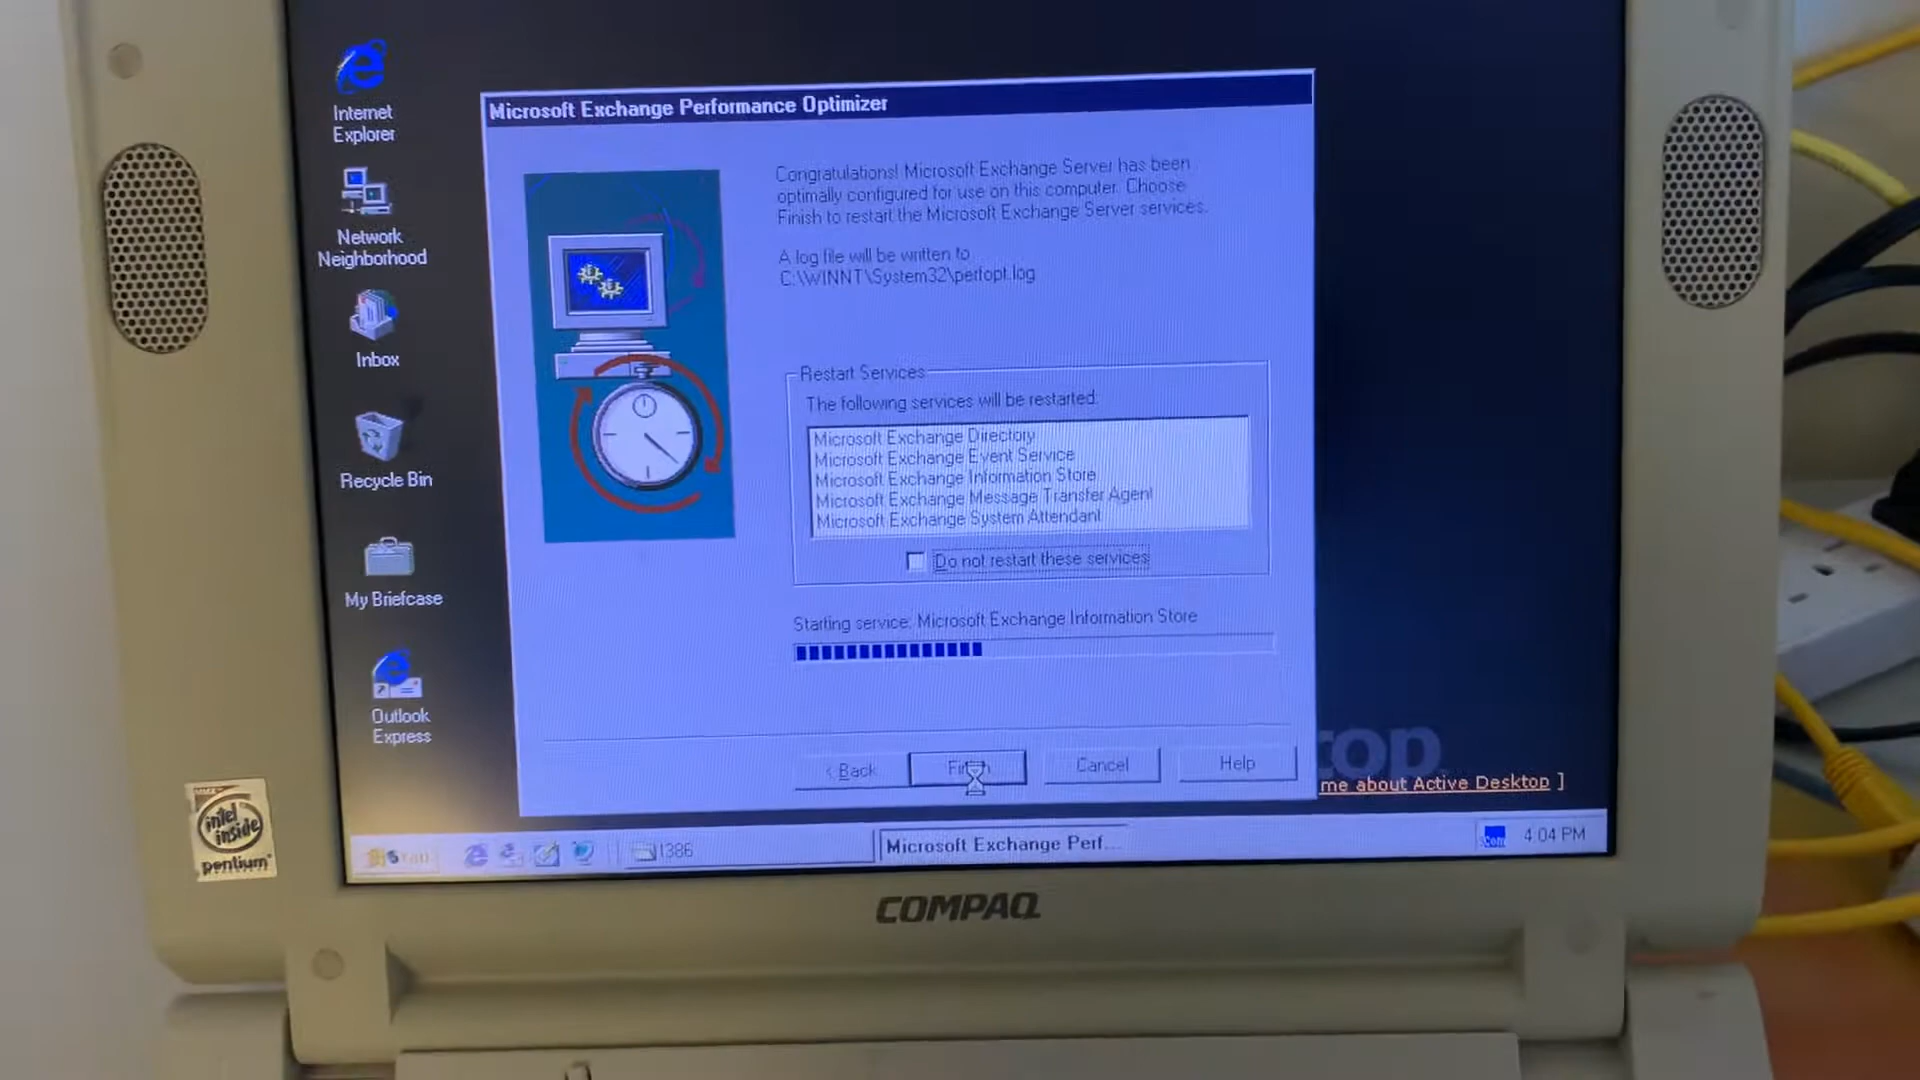 Internet
Explorer
Network
Neighborhood
Inbox
Recycle Bin
My Briefcase
Outlook
Express
Microsoft Exchange Performance Optimizer
Congratulations! Microsoft Exchange Server has been
optimally configured for use on this computer. Choose
Finish to restart the Microsoft Exchange Server services.
A log file will be written to
C:\WINNT\System32\perfopt.log
Restart Services
The following services will be restarted:
Microsoft Exchange Directory
Microsoft Exchange Event Service
Microsoft Exchange Information Store
Microsoft Exchange Message Transfer Agent
Microsoft Exchange System Attendant
Do not restart these services
Starting service: Microsoft Exchange Information Store
< Back
Finish
Cancel
Help
top
me about Active Desktop ]
Start
I386
Microsoft Exchange Perf...
4:04 PM
intel
inside
pentium
COMPAQ